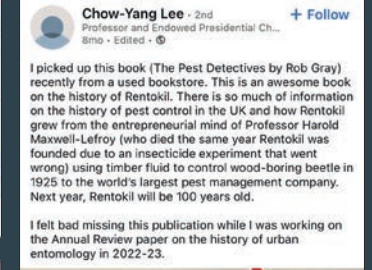 Chow-Yang Lee · 2nd
+ Follow
Professor and Endowed Presidential Ch...
8mo · Edited ·
I picked up this book (The Pest Detectives by Rob Gray)
recently from a used bookstore. This is an awesome book
on the history of Rentokil. There is so much of information
on the history of pest control in the UK and how Rentokil
grew from the entrepreneurial mind of Professor Harold
Maxwell-Lefroy (who died the same year Rentokil was
founded due to an insecticide experiment that went
wrong) using timber fluid to control wood-boring beetle in
1925 to the world's largest pest management company.
Next year, Rentokil will be 100 years old.
I felt bad missing this publication while I was working on
the Annual Review paper on the history of urban
entomology in 2022-23.